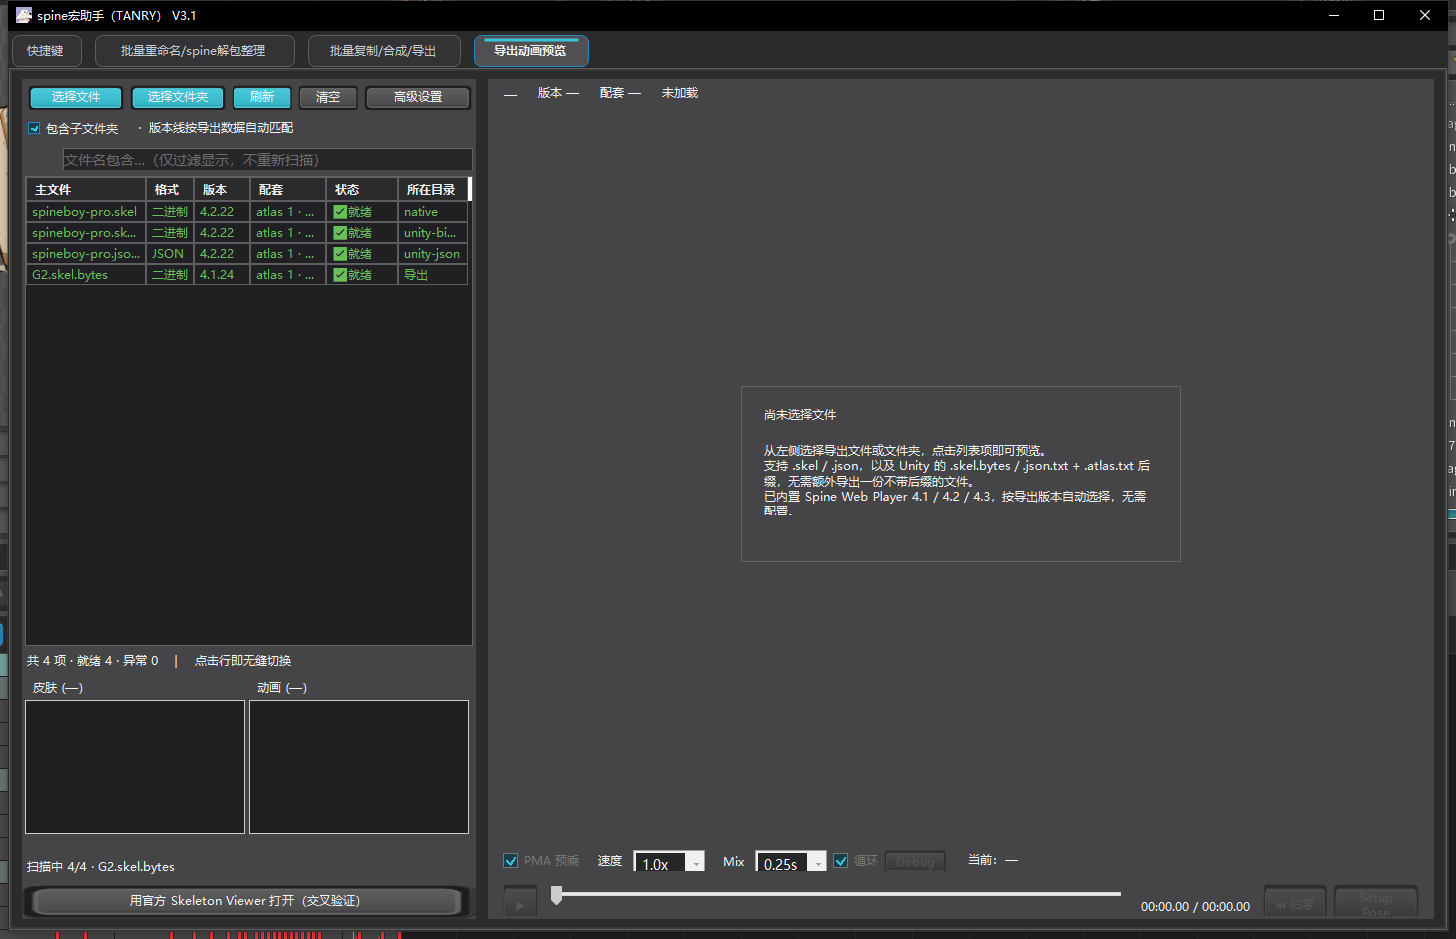 spine宏助手（TANRY） V3.1
快捷键 批量重命名/spine解包整理 批量复制/合成/导出 导出动画预览
选择文件 选择文件夹 刷新 清空 高级设置
包含子文件夹 · 版本线按导出数据自动匹配
文件名包含...（仅过滤显示，不重新扫描）
主文件 格式 版本 配套 状态 所在目录
spineboy-pro.skel 二进制 4.2.22 atlas 1 · ... ✅就绪 native
spineboy-pro.sk... 二进制 4.2.22 atlas 1 · ... ✅就绪 unity-bi...
spineboy-pro.jso... JSON 4.2.22 atlas 1 · ... ✅就绪 unity-json
G2.skel.bytes 二进制 4.1.24 atlas 1 · ... ✅就绪 导出
共 4 项 · 就绪 4 · 异常 0 | 点击行即无缝切换
皮肤 (—) 动画 (—)
扫描中 4/4 · G2.skel.bytes
用官方 Skeleton Viewer 打开（交叉验证）
— 版本 — 配套 — 未加载
尚未选择文件
从左侧选择导出文件或文件夹，点击列表项即可预览。
支持 .skel / .json，以及 Unity 的 .skel.bytes / .json.txt + .atlas.txt 后
缀，无需额外导出一份不带后缀的文件。
已内置 Spine Web Player 4.1 / 4.2 / 4.3，按导出版本自动选择，无需
配置。
PMA 预乘 速度 1.0x Mix 0.25s 循环 Debug 当前：—
00:00.00 / 00:00.00 归零 Setup
Pose